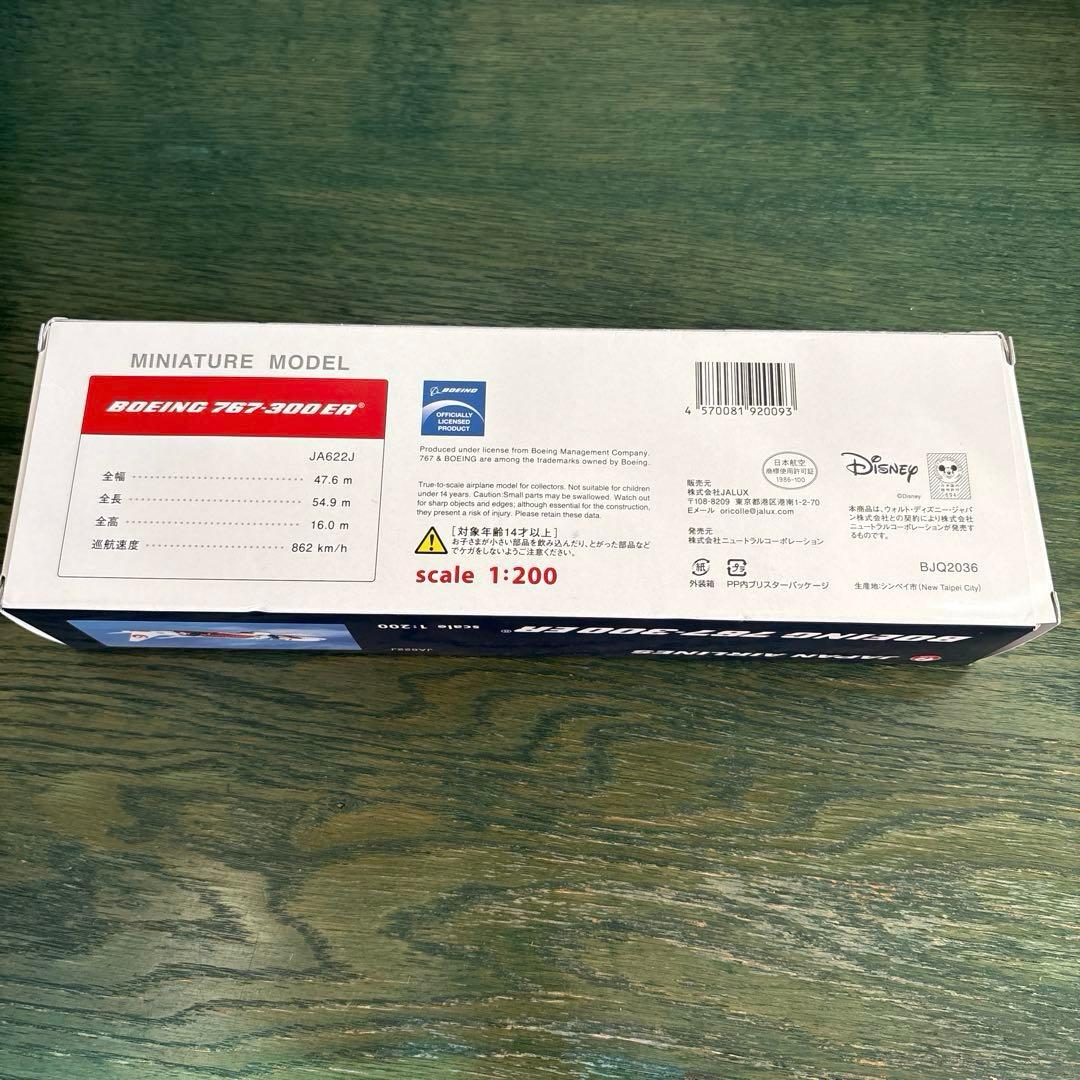 MINIATURE MODEL
BOEING 767-300ER®
JA622J
全幅 47.6 m
全長 54.9 m
全高 16.0 m
巡航速度 862 km/h
BOEING
OFFICIALLY
LICENSED
PRODUCT
Produced under license from Boeing Management Company.
767 & BOEING are among the trademarks owned by Boeing.
True-to-scale airplane model for collectors. Not suitable for children
under 14 years. Caution:Small parts may be swallowed. Watch out
for sharp objects and edges; although essential for the construction,
they present a risk of injury. Please retain these data.
[対象年齢14才以上]
お子さまが小さい部品を飲み込んだり、とがった部品など
でケガをしないようご注意ください。
scale 1:200
4 570081 920093
日本航空
商標使用許可証
1986-100
販売元
株式会社JALUX
〒108-8209 東京都港区港南1-2-70
Eメール oricolle@jalux.com
発売元
株式会社ニュートラルコーポレーション
紙
外装箱
プラ
PP内ブリスターパッケージ
Disney
©Disney
本商品は、ウォルト・ディズニー・ジャパ
ン株式会社との契約により株式会社
ニュートラルコーポレーションが発売す
るものです。
BJQ2036
生産地:シンペイ市(New Taipei City)
JAPAN AIRLINES
BOEING 767-300ER®
scale 1:200
JA622J